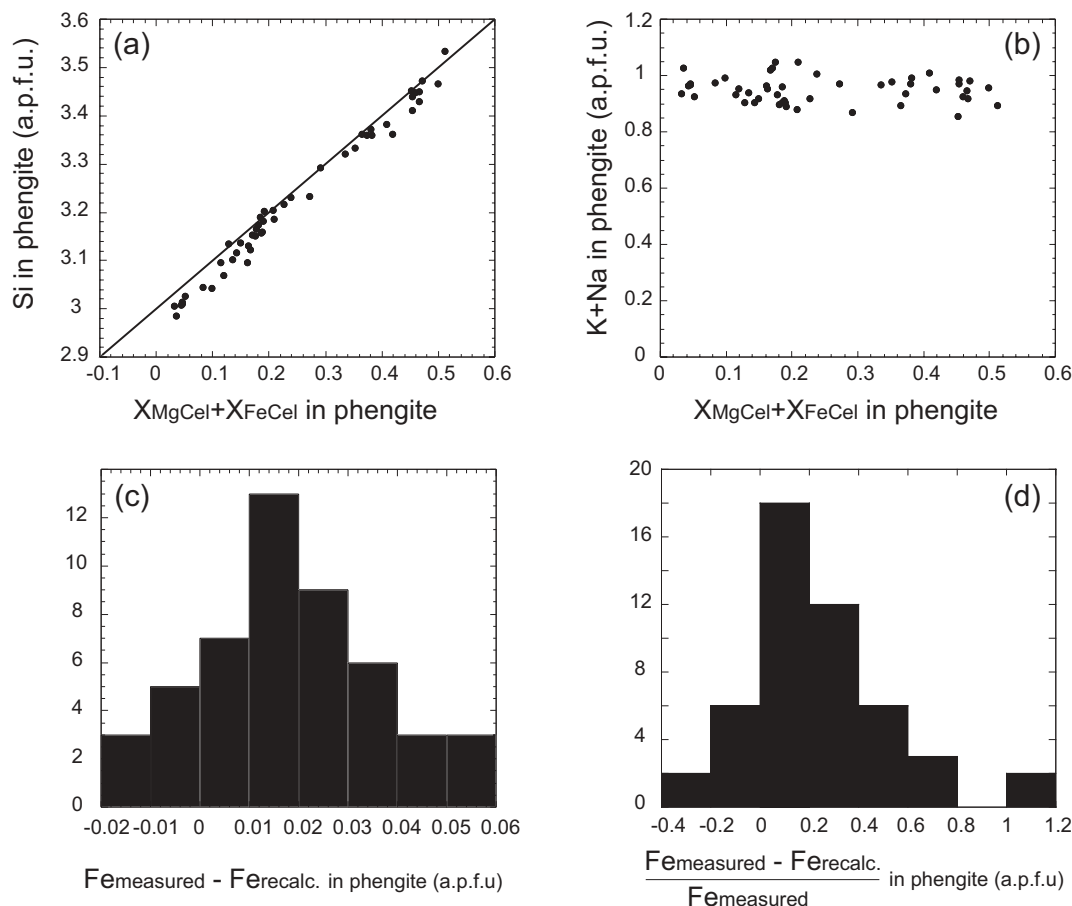 (a)
Si in phengite (a.p.f.u.)
3.6
3.5
3.4
3.3
3.2
3.1
3
2.9
-0.1 0 0.1 0.2 0.3 0.4 0.5 0.6
XMgCel+XFeCel in phengite
(b)
K+Na in phengite (a.p.f.u.)
1.2
1
0.8
0.6
0.4
0.2
0
0 0.1 0.2 0.3 0.4 0.5 0.6
XMgCel+XFeCel in phengite
(c)
12
10
8
6
4
2
0
-0.02 -0.01 0 0.01 0.02 0.03 0.04 0.05 0.06
Femeasured - Ferecalc. in phengite (a.p.f.u)
(d)
20
16
12
8
4
0
-0.4 -0.2 0 0.2 0.4 0.6 0.8 1 1.2
Femeasured - Ferecalc.
Femeasured
in phengite (a.p.f.u)